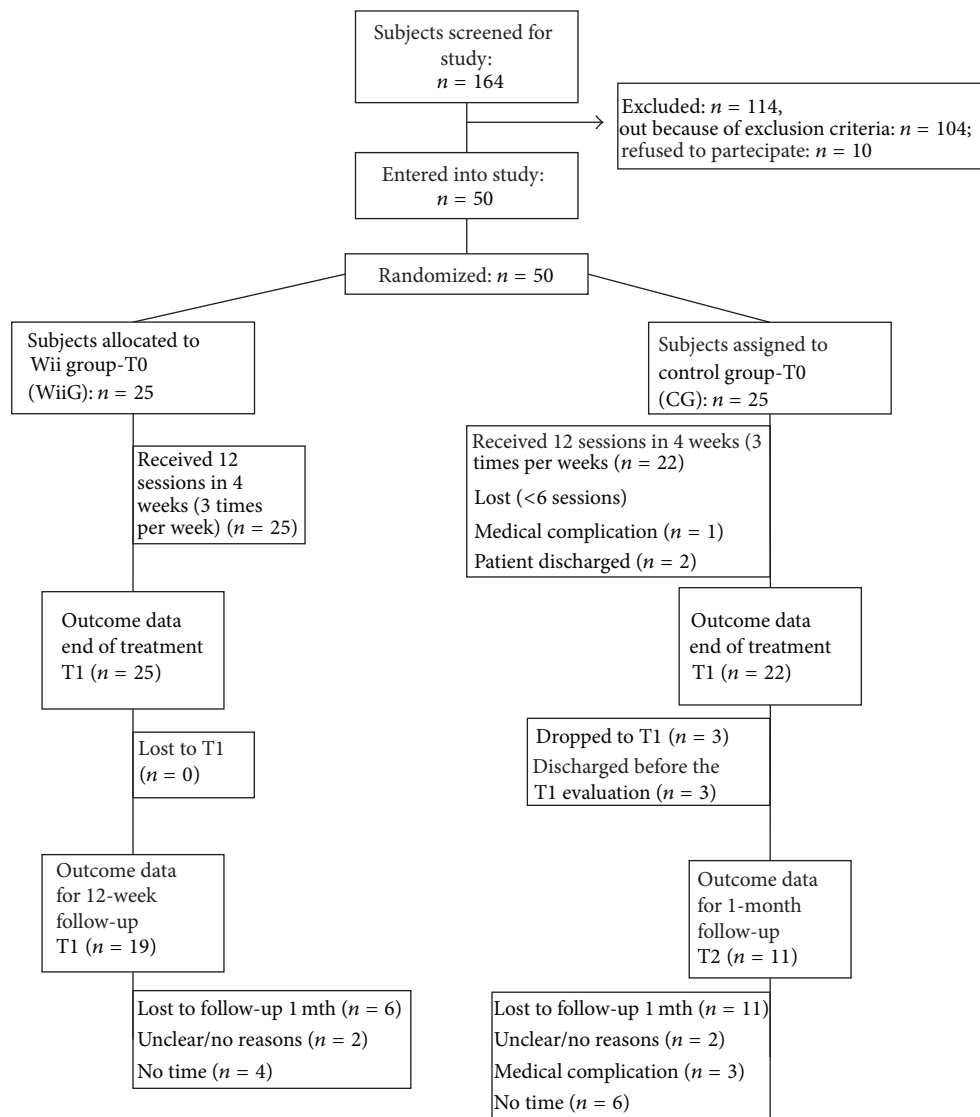 Subjects screened for
study:
n = 164
Excluded: n = 114,
out because of exclusion criteria: n = 104;
refused to partecipate: n = 10
Entered into study:
n = 50
Randomized: n = 50
Subjects allocated to
Wii group-T0
(WiiG): n = 25
Subjects assigned to
control group-T0
(CG): n = 25
Received 12
sessions in 4
weeks (3 times
per week) (n = 25)
Received 12 sessions in 4 weeks (3
times per weeks (n = 22)
Lost (<6 sessions)
Medical complication (n = 1)
Patient discharged (n = 2)
Outcome data
end of treatment
T1 (n = 25)
Outcome data
end of treatment
T1 (n = 22)
Lost to T1
(n = 0)
Dropped to T1 (n = 3)
Discharged before the
T1 evaluation (n = 3)
Outcome data
for 12-week
follow-up
T1 (n = 19)
Outcome data
for 1-month
follow-up
T2 (n = 11)
Lost to follow-up 1 mth (n = 6)
Unclear/no reasons (n = 2)
No time (n = 4)
Lost to follow-up 1 mth (n = 11)
Unclear/no reasons (n = 2)
Medical complication (n = 3)
No time (n = 6)